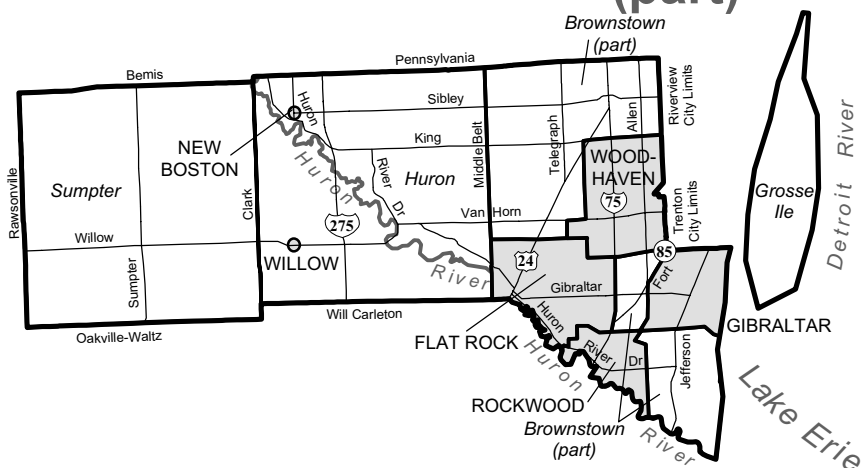 (part)
Brownstown
(part)
Pennsylvania
Bemis
Huron
Sibley
Riverview
City Limits
Allen
Telegraph
NEW
BOSTON
King
Middle Belt
WOOD-
HAVEN
Rawsonville
Sumpter
Clark
Huron
River
Dr
Huron
75
Grosse
Ile
Detroit River
Van Horn
Trenton
City Limits
275
Willow
WILLOW
85
24
Fort
River
Sumpter
Gibraltar
Will Carleton
Huron
GIBRALTAR
Oakville-Waltz
FLAT ROCK
River
Dr
Huron
Jefferson
ROCKWOOD
Brownstown
(part)
River
Lake Erie